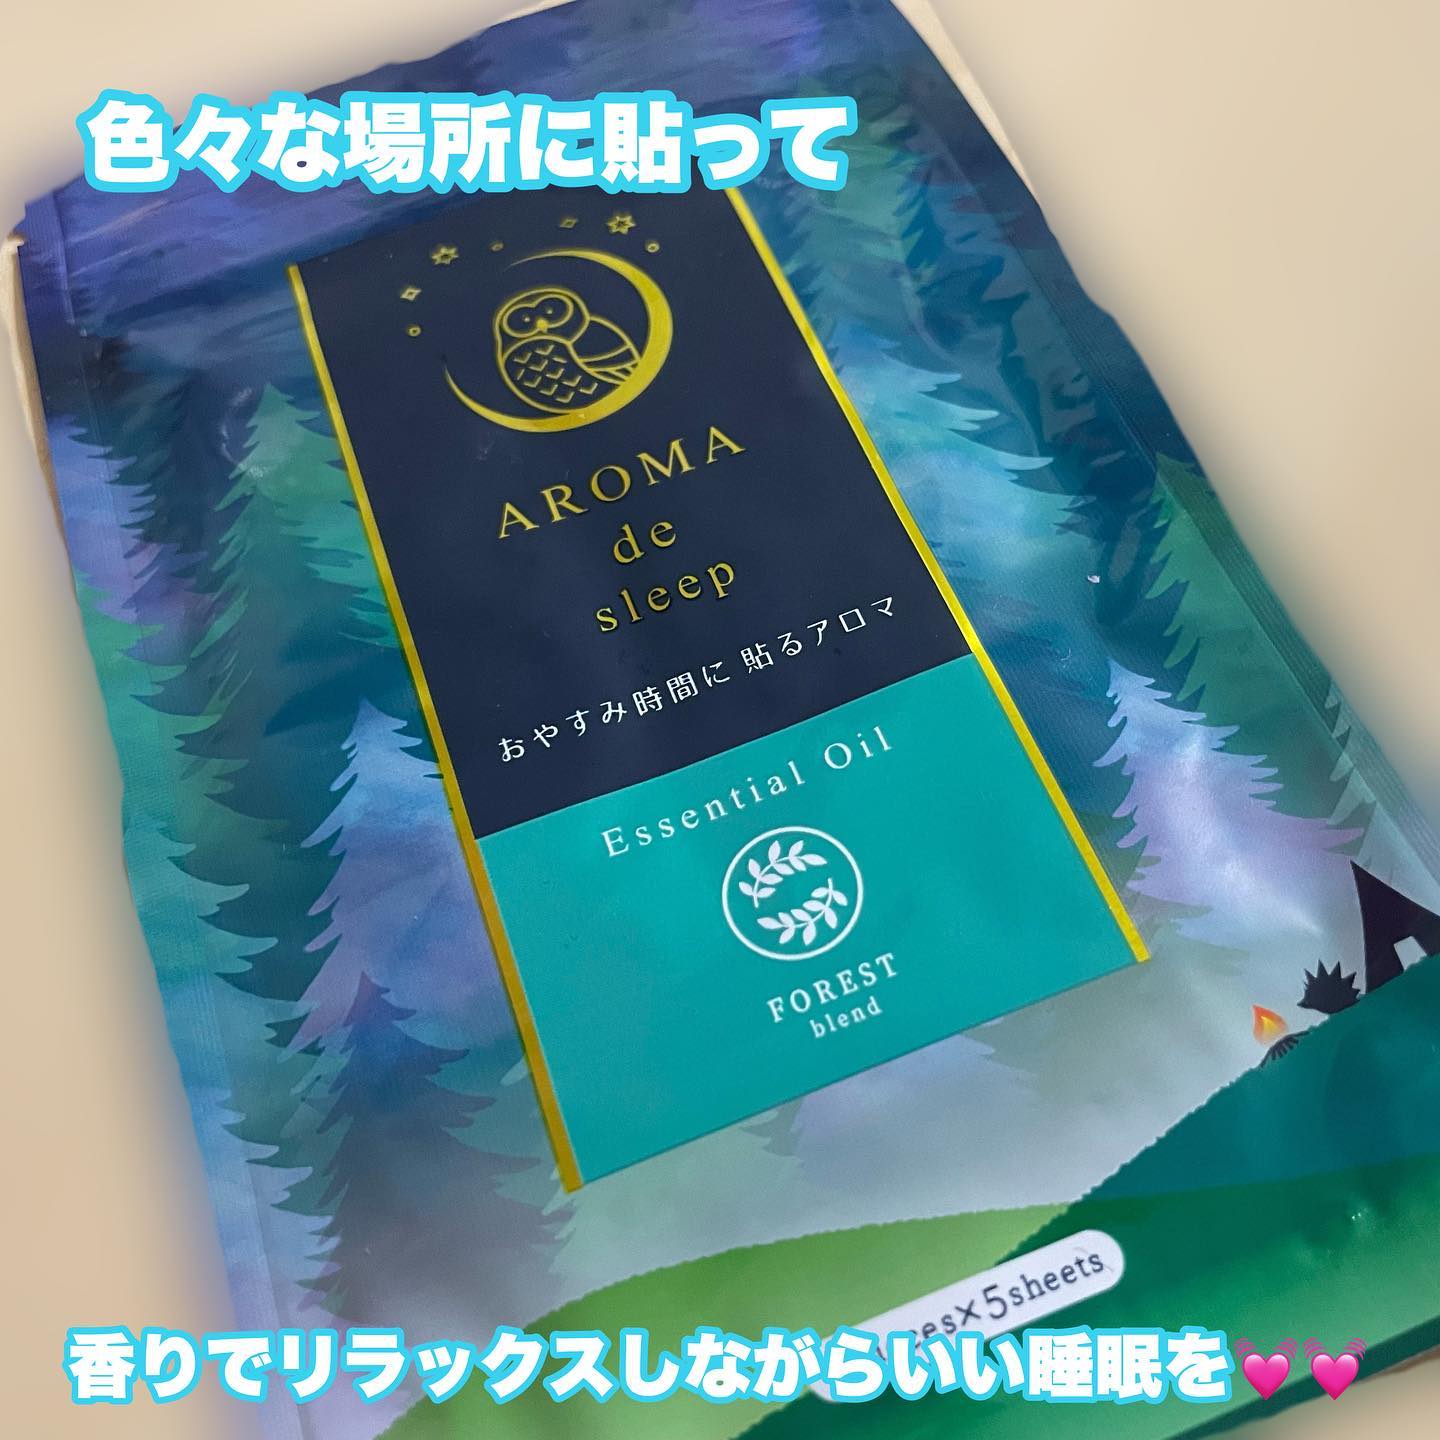 色々な場所に貼って
AROMA
de
sleep
おやすみ時間に 貼るアロマ
Essential Oil
FOREST
blend
5sheets
香りでリラックスしながらいい睡眠を💓💓